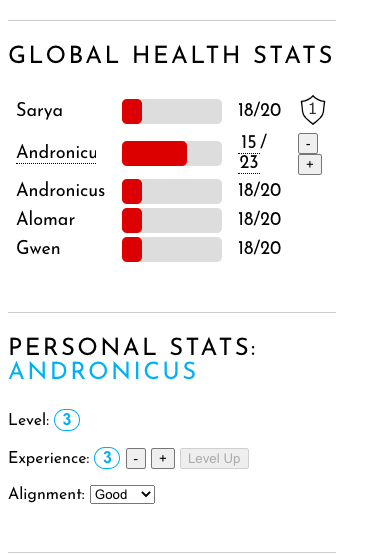 GLOBAL HEALTH STATS
Sarya 18/20 1
Andronicu 15 / 23 - +
Andronicus 18/20
Alomar 18/20
Gwen 18/20
PERSONAL STATS:
ANDRONICUS
Level: 3
Experience: 3 - + Level Up
Alignment: Good